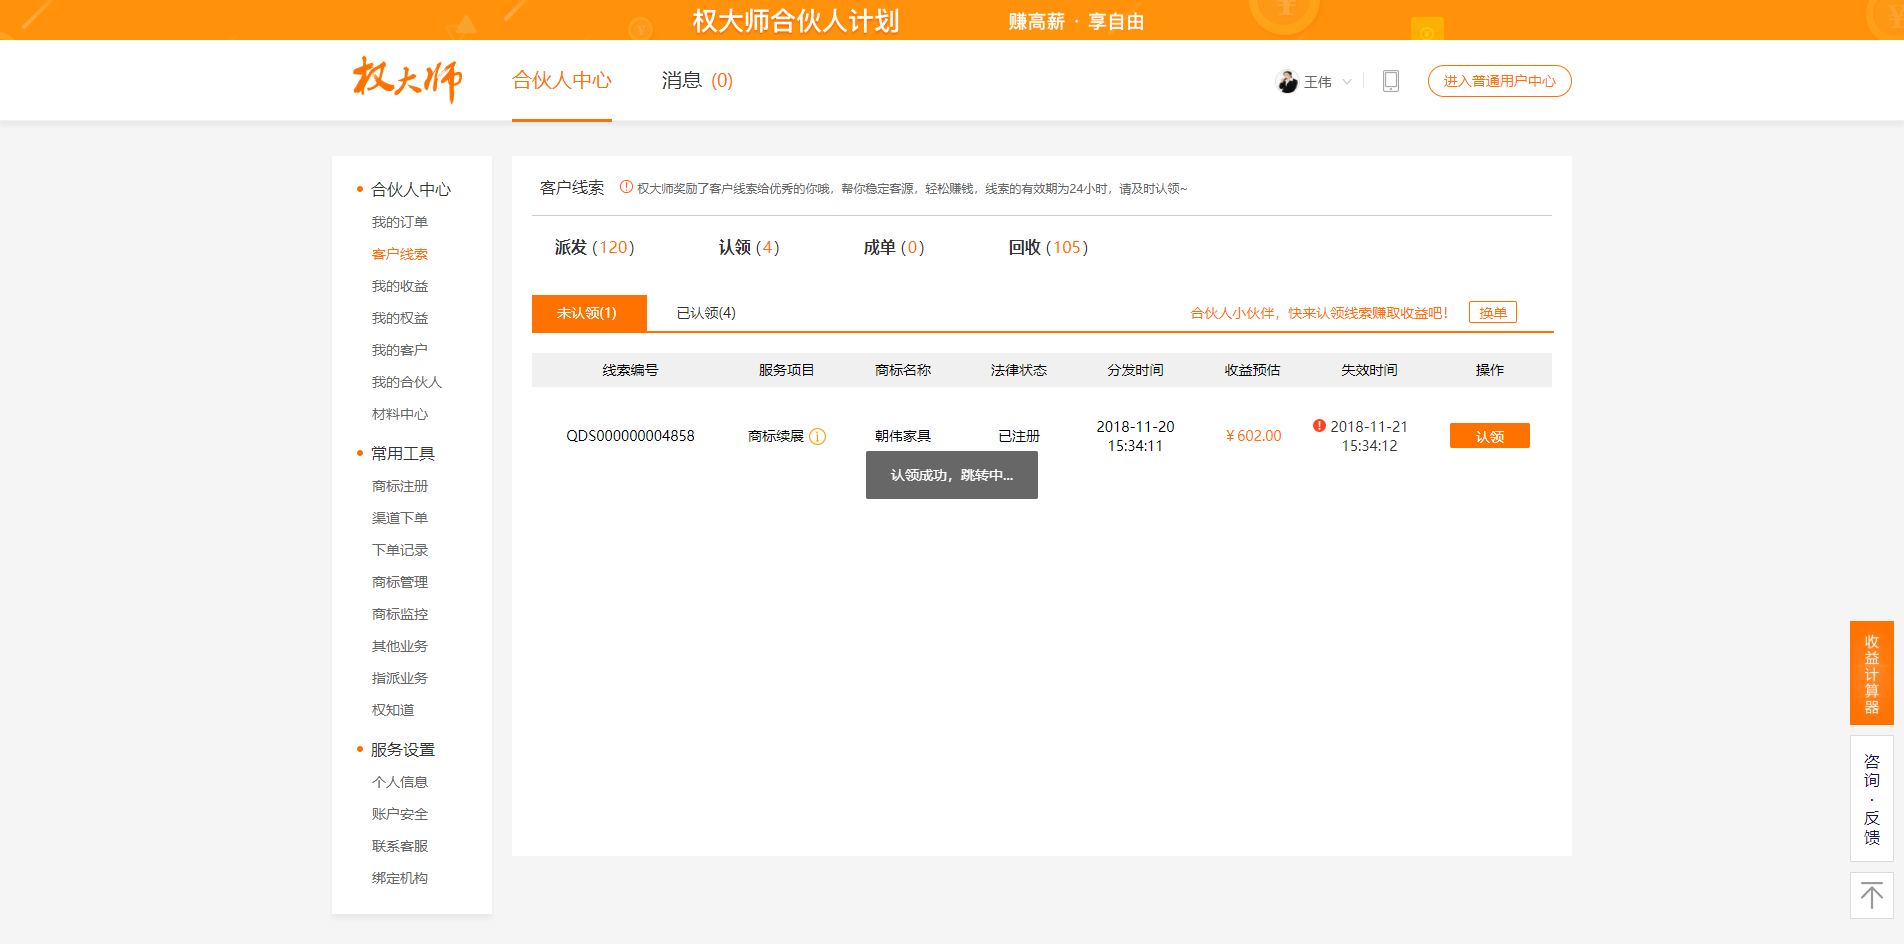 权大师合伙人计划 赚高薪 · 享自由
权大师 合伙人中心 消息 (0) 王伟 进入普通用户中心
合伙人中心
我的订单
客户线索
我的收益
我的权益
我的客户
我的合伙人
材料中心
常用工具
商标注册
渠道下单
下单记录
商标管理
商标监控
其他业务
指派业务
权知道
服务设置
个人信息
账户安全
联系客服
绑定机构
客户线索 权大师奖励了客户线索给优秀的你哦，帮你稳定客源，轻松赚钱，线索的有效期为24小时，请及时认领~
派发 (120) 认领 (4) 成单 (0) 回收 (105)
未认领(1) 已认领(4) 合伙人小伙伴，快来认领线索赚取收益吧！ 换单
线索编号 服务项目 商标名称 法律状态 分发时间 收益预估 失效时间 操作
QDS000000004858 商标续展 朝伟家具 已注册 2018-11-20 15:34:11 ￥602.00 2018-11-21 15:34:12 认领
认领成功，跳转中...
收益计算器
咨询·反馈